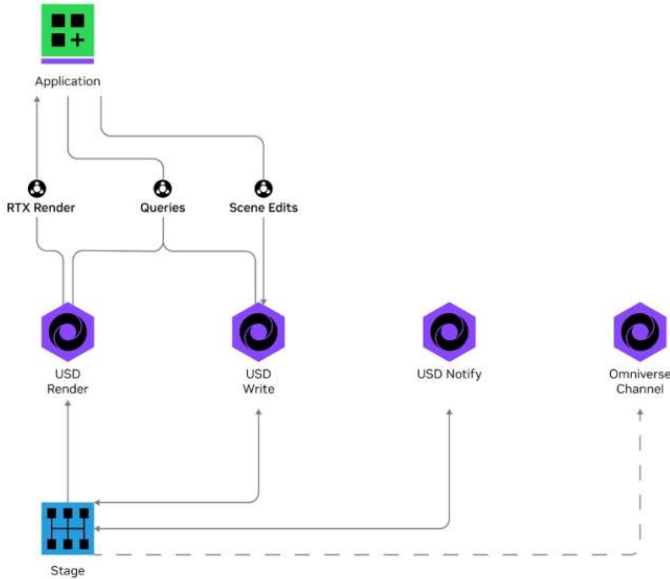 Application
RTX Render
Queries
Scene Edits
USD
Render
USD
Write
USD Notify
Omniverse
Channel
Stage